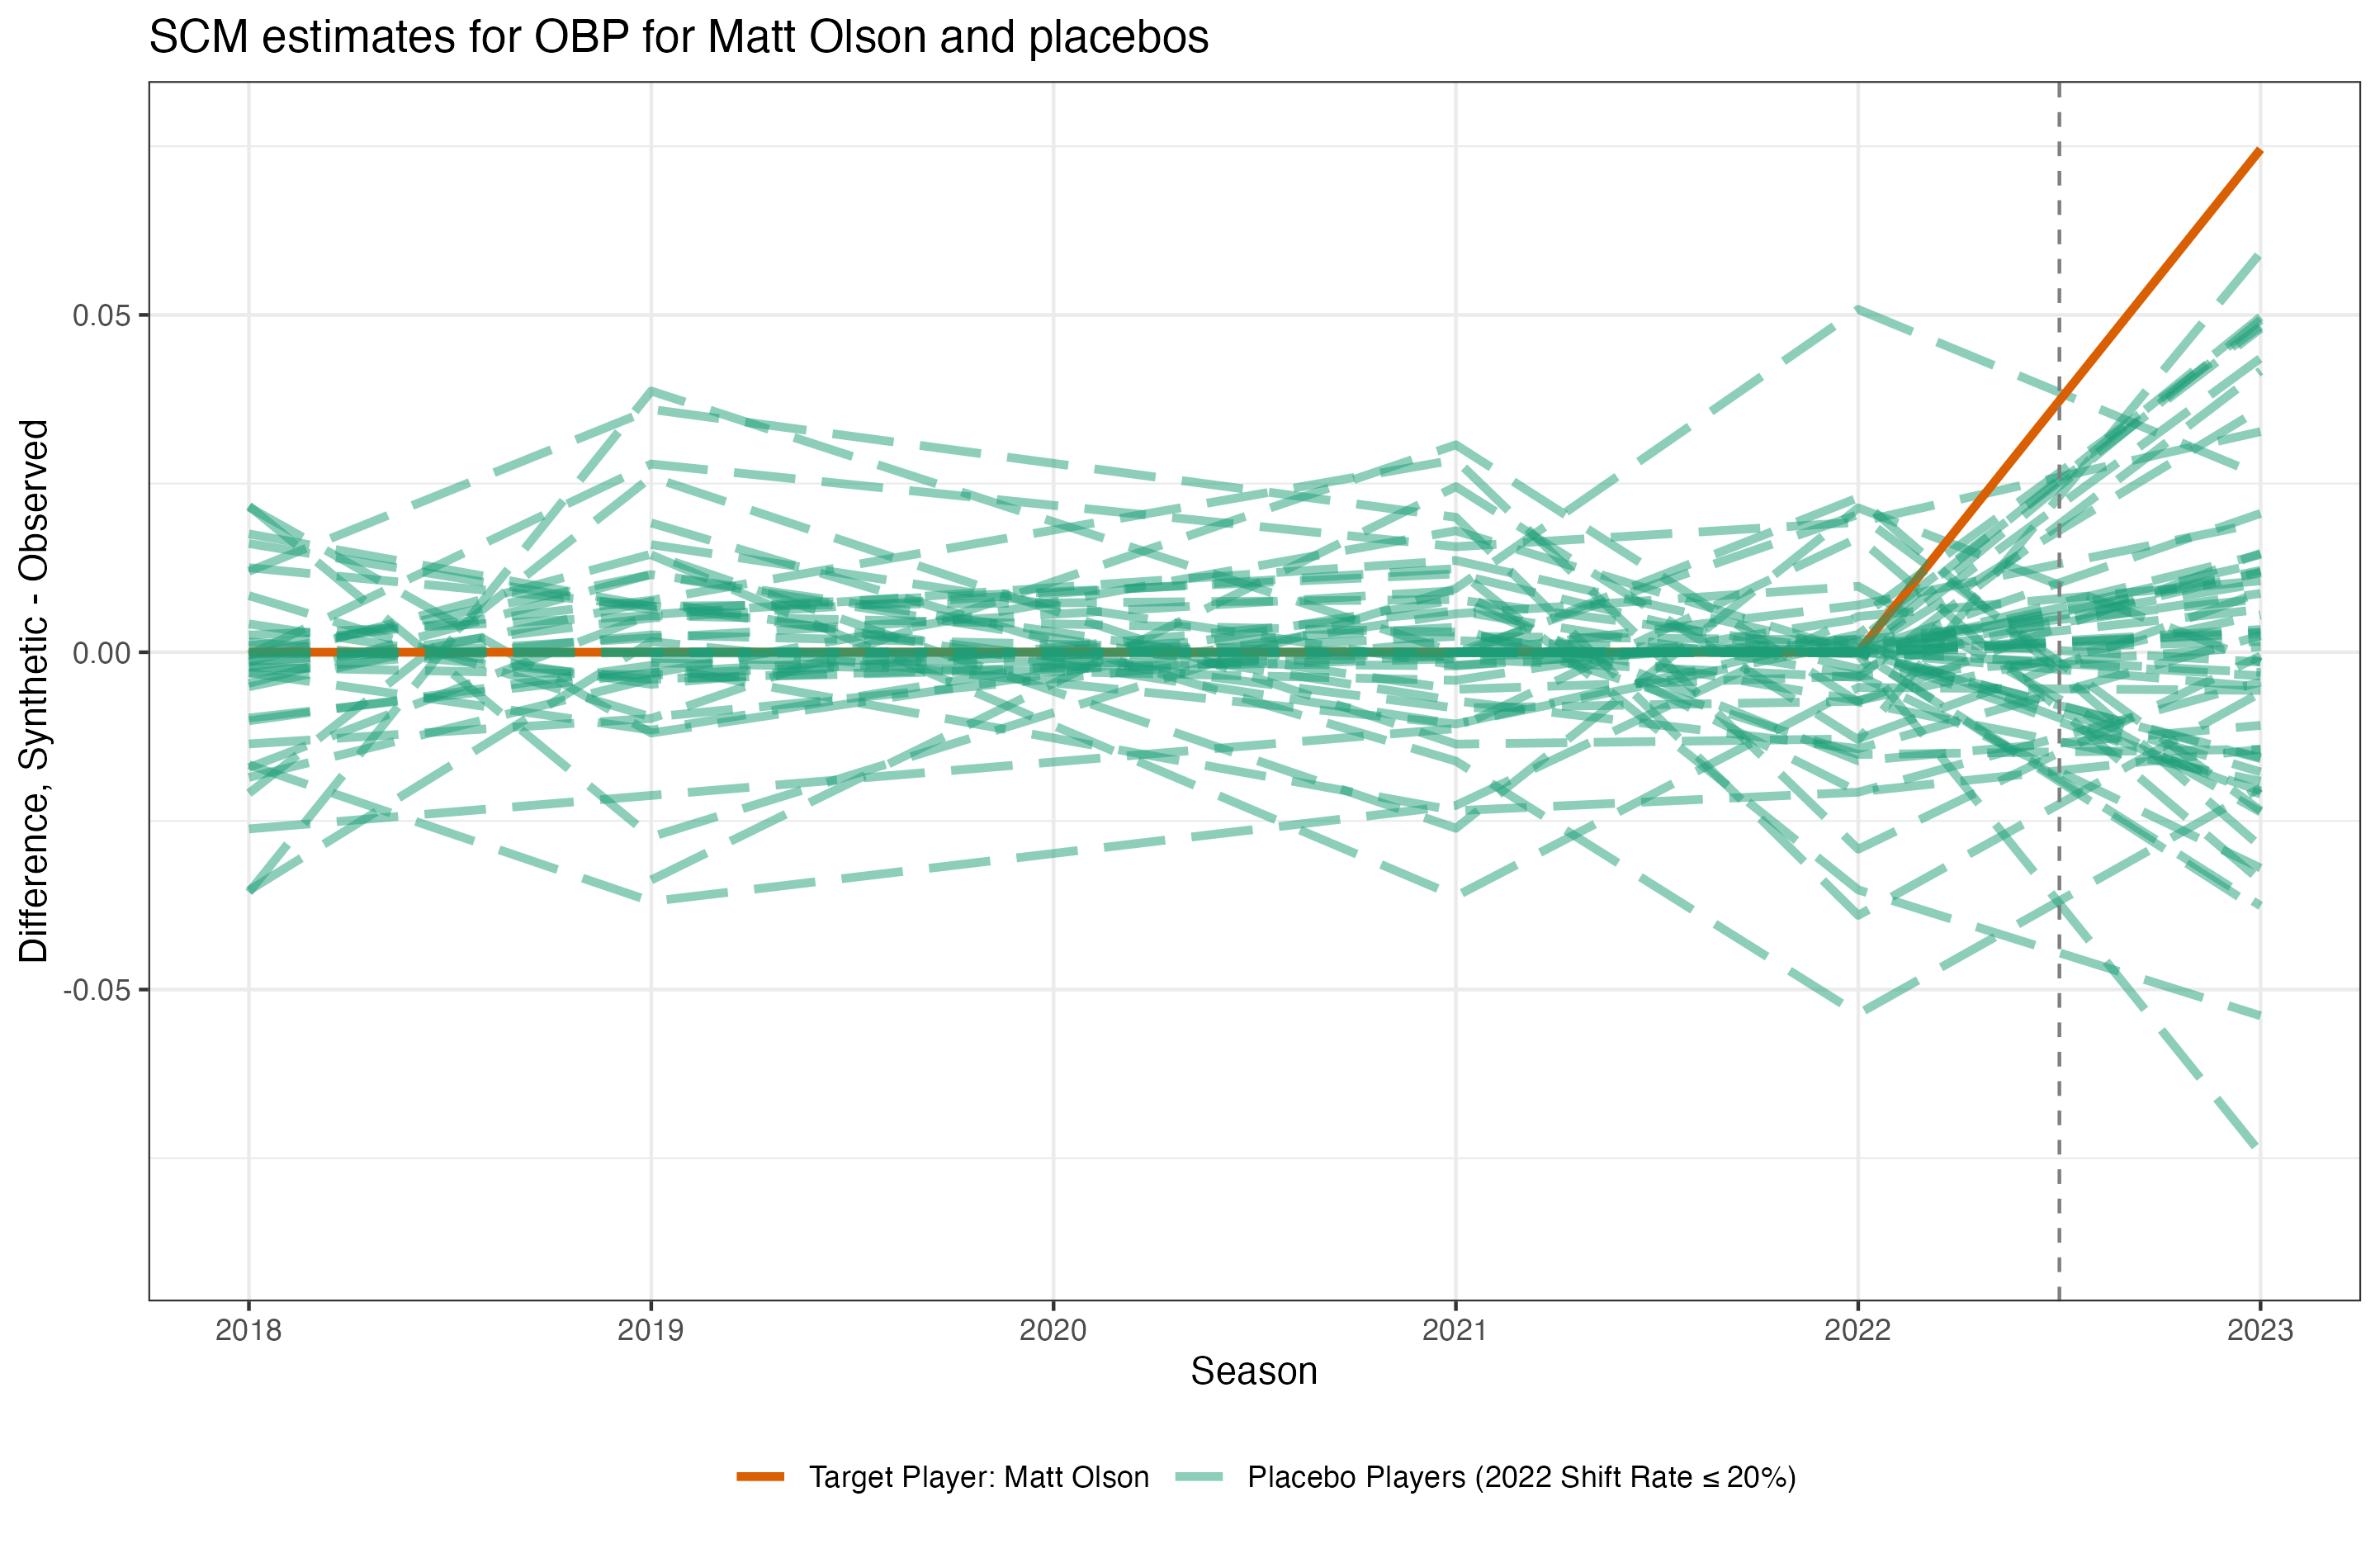 SCM estimates for OBP for Matt Olson and placebos
Difference, Synthetic - Observed
0.05
0.00
-0.05
2018 2019 2020 2021 2022 2023
Season
Target Player: Matt Olson Placebo Players (2022 Shift Rate ≤ 20%)